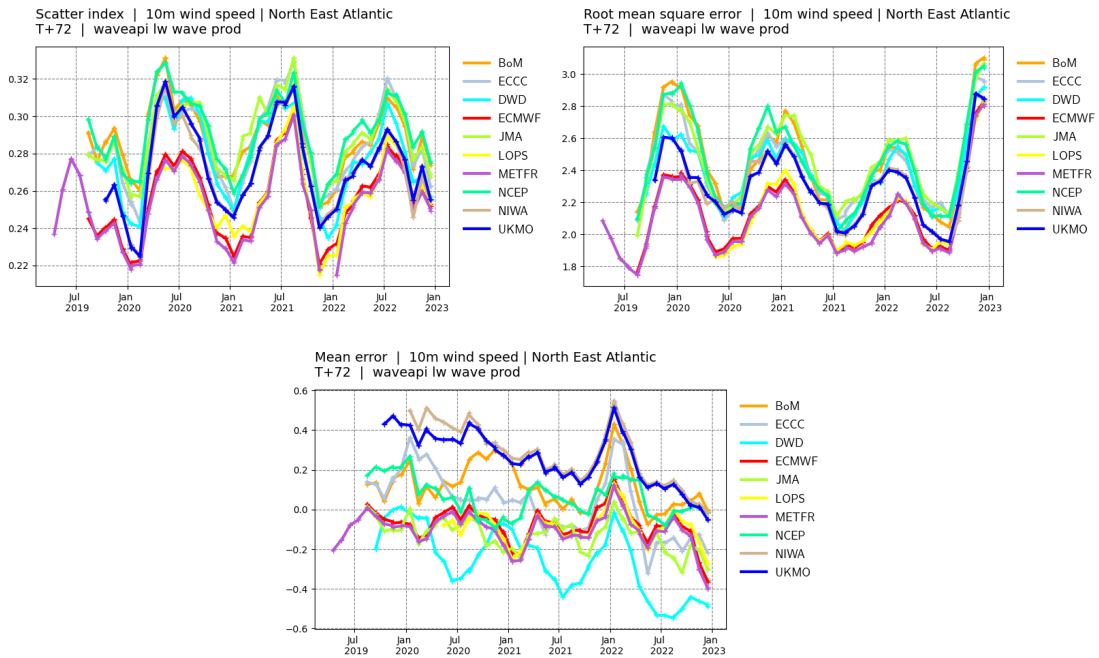 Scatter index | 10m wind speed | North East Atlantic
T+72 | waveapi lw wave prod
0.32
0.30
0.28
0.26
0.24
0.22
Jul
2019
Jan
2020
Jul
2020
Jan
2021
Jul
2021
Jan
2022
Jul
2022
Jan
2023
BoM
ECCC
DWD
ECMWF
JMA
LOPS
METFR
NCEP
NIWA
UKMO
Root mean square error | 10m wind speed | North East Atlantic
T+72 | waveapi lw wave prod
3.0
2.8
2.6
2.4
2.2
2.0
1.8
Jul
2019
Jan
2020
Jul
2020
Jan
2021
Jul
2021
Jan
2022
Jul
2022
Jan
2023
BoM
ECCC
DWD
ECMWF
JMA
LOPS
METFR
NCEP
NIWA
UKMO
Mean error | 10m wind speed | North East Atlantic
T+72 | waveapi lw wave prod
0.6
0.4
0.2
0.0
−0.2
−0.4
−0.6
Jul
2019
Jan
2020
Jul
2020
Jan
2021
Jul
2021
Jan
2022
Jul
2022
Jan
2023
BoM
ECCC
DWD
ECMWF
JMA
LOPS
METFR
NCEP
NIWA
UKMO